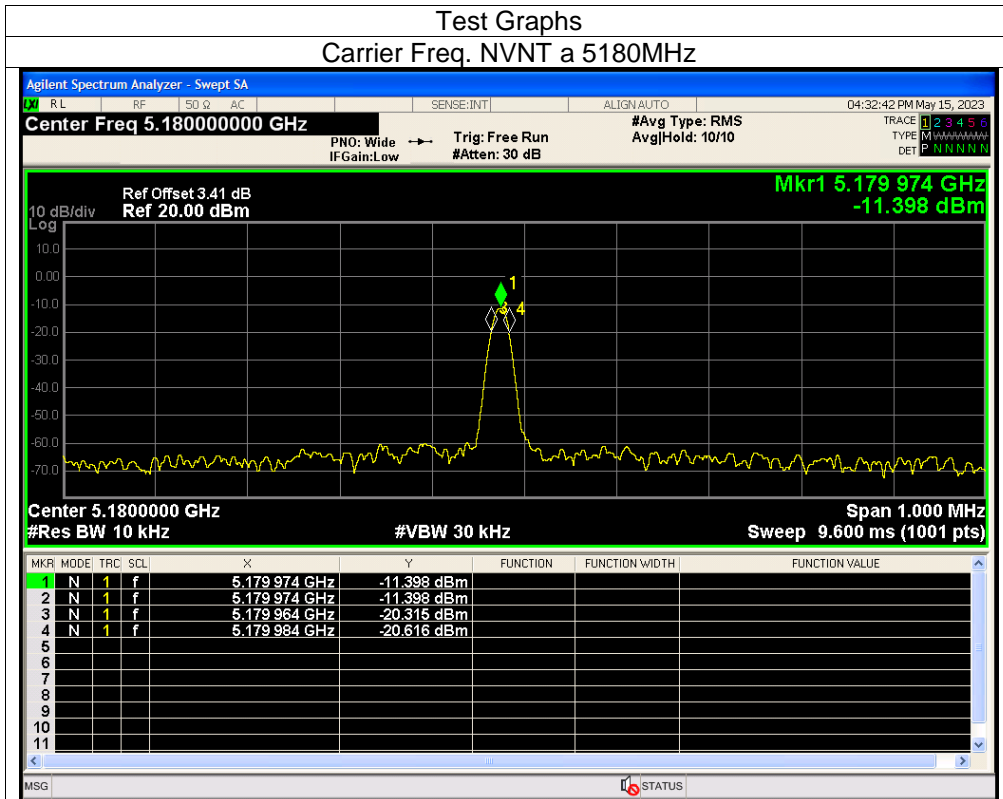 Test Graphs
Carrier Freq. NVNT a 5180MHz
Agilent Spectrum Analyzer - Swept SA
LXI RL RF 50 Ω AC SENSE:INT ALIGN AUTO 04:32:42 PM May 15, 2023
Center Freq 5.180000000 GHz #Avg Type: RMS TRACE 1 2 3 4 5 6
PNO: Wide Trig: Free Run Avg|Hold: 10/10 TYPE M WWWWW
IFGain:Low #Atten: 30 dB DET P N N N N N
Mkr1 5.179 974 GHz
Ref Offset 3.41 dB
10 dB/div Ref 20.00 dBm -11.398 dBm
Log
10.0
0.00
1
-10.0
3 4
-20.0
-30.0
-40.0
-50.0
-60.0
-70.0
Center 5.1800000 GHz Span 1.000 MHz
#Res BW 10 kHz #VBW 30 kHz Sweep 9.600 ms (1001 pts)
MKR MODE TRC SCL X Y FUNCTION FUNCTION WIDTH FUNCTION VALUE
1 N 1 f 5.179 974 GHz -11.398 dBm
2 N 1 f 5.179 974 GHz -11.398 dBm
3 N 1 f 5.179 964 GHz -20.315 dBm
4 N 1 f 5.179 984 GHz -20.616 dBm
5
6
7
8
9
10
11
MSG STATUS